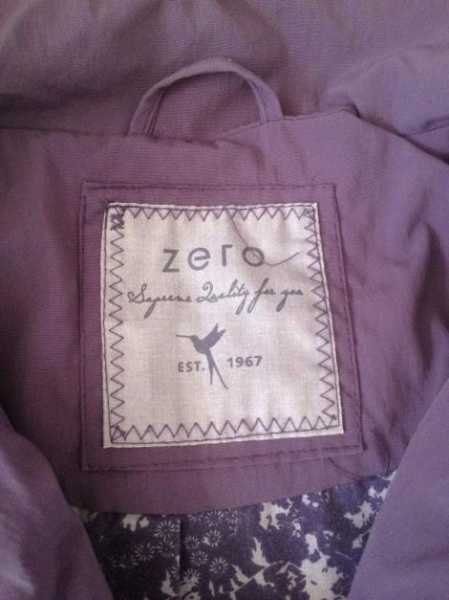 zero
Supreme Quality for you
EST. 1967